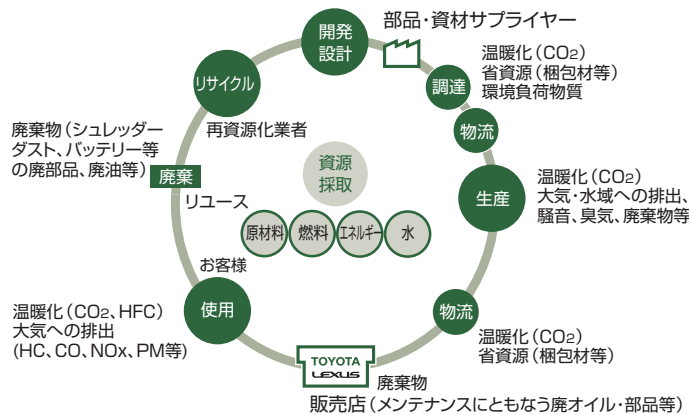 開発
設計
部品・資材サプライヤー
調達
温暖化（CO2）
省資源（梱包材等）
環境負荷物質
物流
生産
温暖化（CO2）
大気・水域への排出、
騒音、臭気、廃棄物等
物流
温暖化（CO2）
省資源（梱包材等）
TOYOTA
LEXUS
廃棄物
販売店（メンテナンスにともなう廃オイル・部品等）
お客様
使用
温暖化（CO2、HFC）
大気への排出
(HC、CO、NOx、PM等)
リユース
廃棄
廃棄物（シュレッダー
ダスト、バッテリー等
の廃部品、廃油等）
リサイクル
再資源化業者
資源
採取
原材料
燃料
エネルギー
水